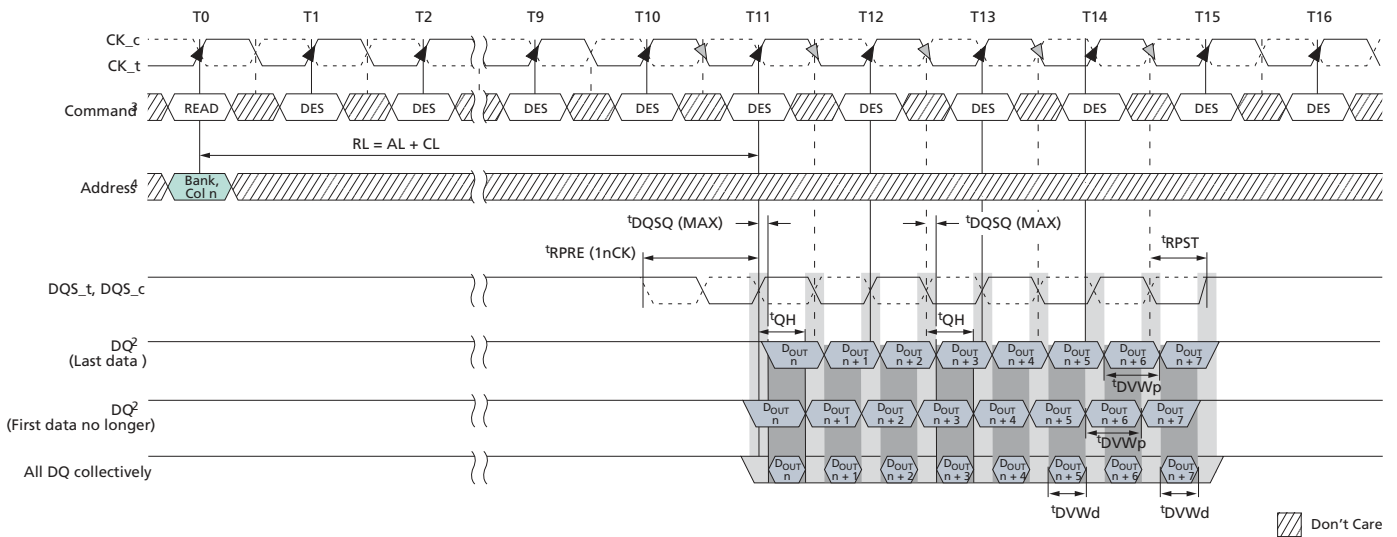 T0 T1 T2 T9 T10 T11 T12 T13 T14 T15 T16
CK_c
CK_t
Command3 READ DES DES DES DES DES DES DES DES DES DES
RL = AL + CL
Address4 Bank,
Col n
tDQSQ (MAX) tDQSQ (MAX)
tRPRE (1nCK) tRPST
DQS_t, DQS_c
tQH tQH
DQ2
(Last data )
DOUT n DOUT n + 1 DOUT n + 2 DOUT n + 3 DOUT n + 4 DOUT n + 5 DOUT n + 6 DOUT n + 7
tDVWp
DQ2
(First data no longer)
DOUT n DOUT n + 1 DOUT n + 2 DOUT n + 3 DOUT n + 4 DOUT n + 5 DOUT n + 6 DOUT n + 7
tDVWp
All DQ collectively
DOUT n DOUT n + 1 DOUT n + 2 DOUT n + 3 DOUT n + 4 DOUT n + 5 DOUT n + 6 DOUT n + 7
tDVWd tDVWd
Don't Care